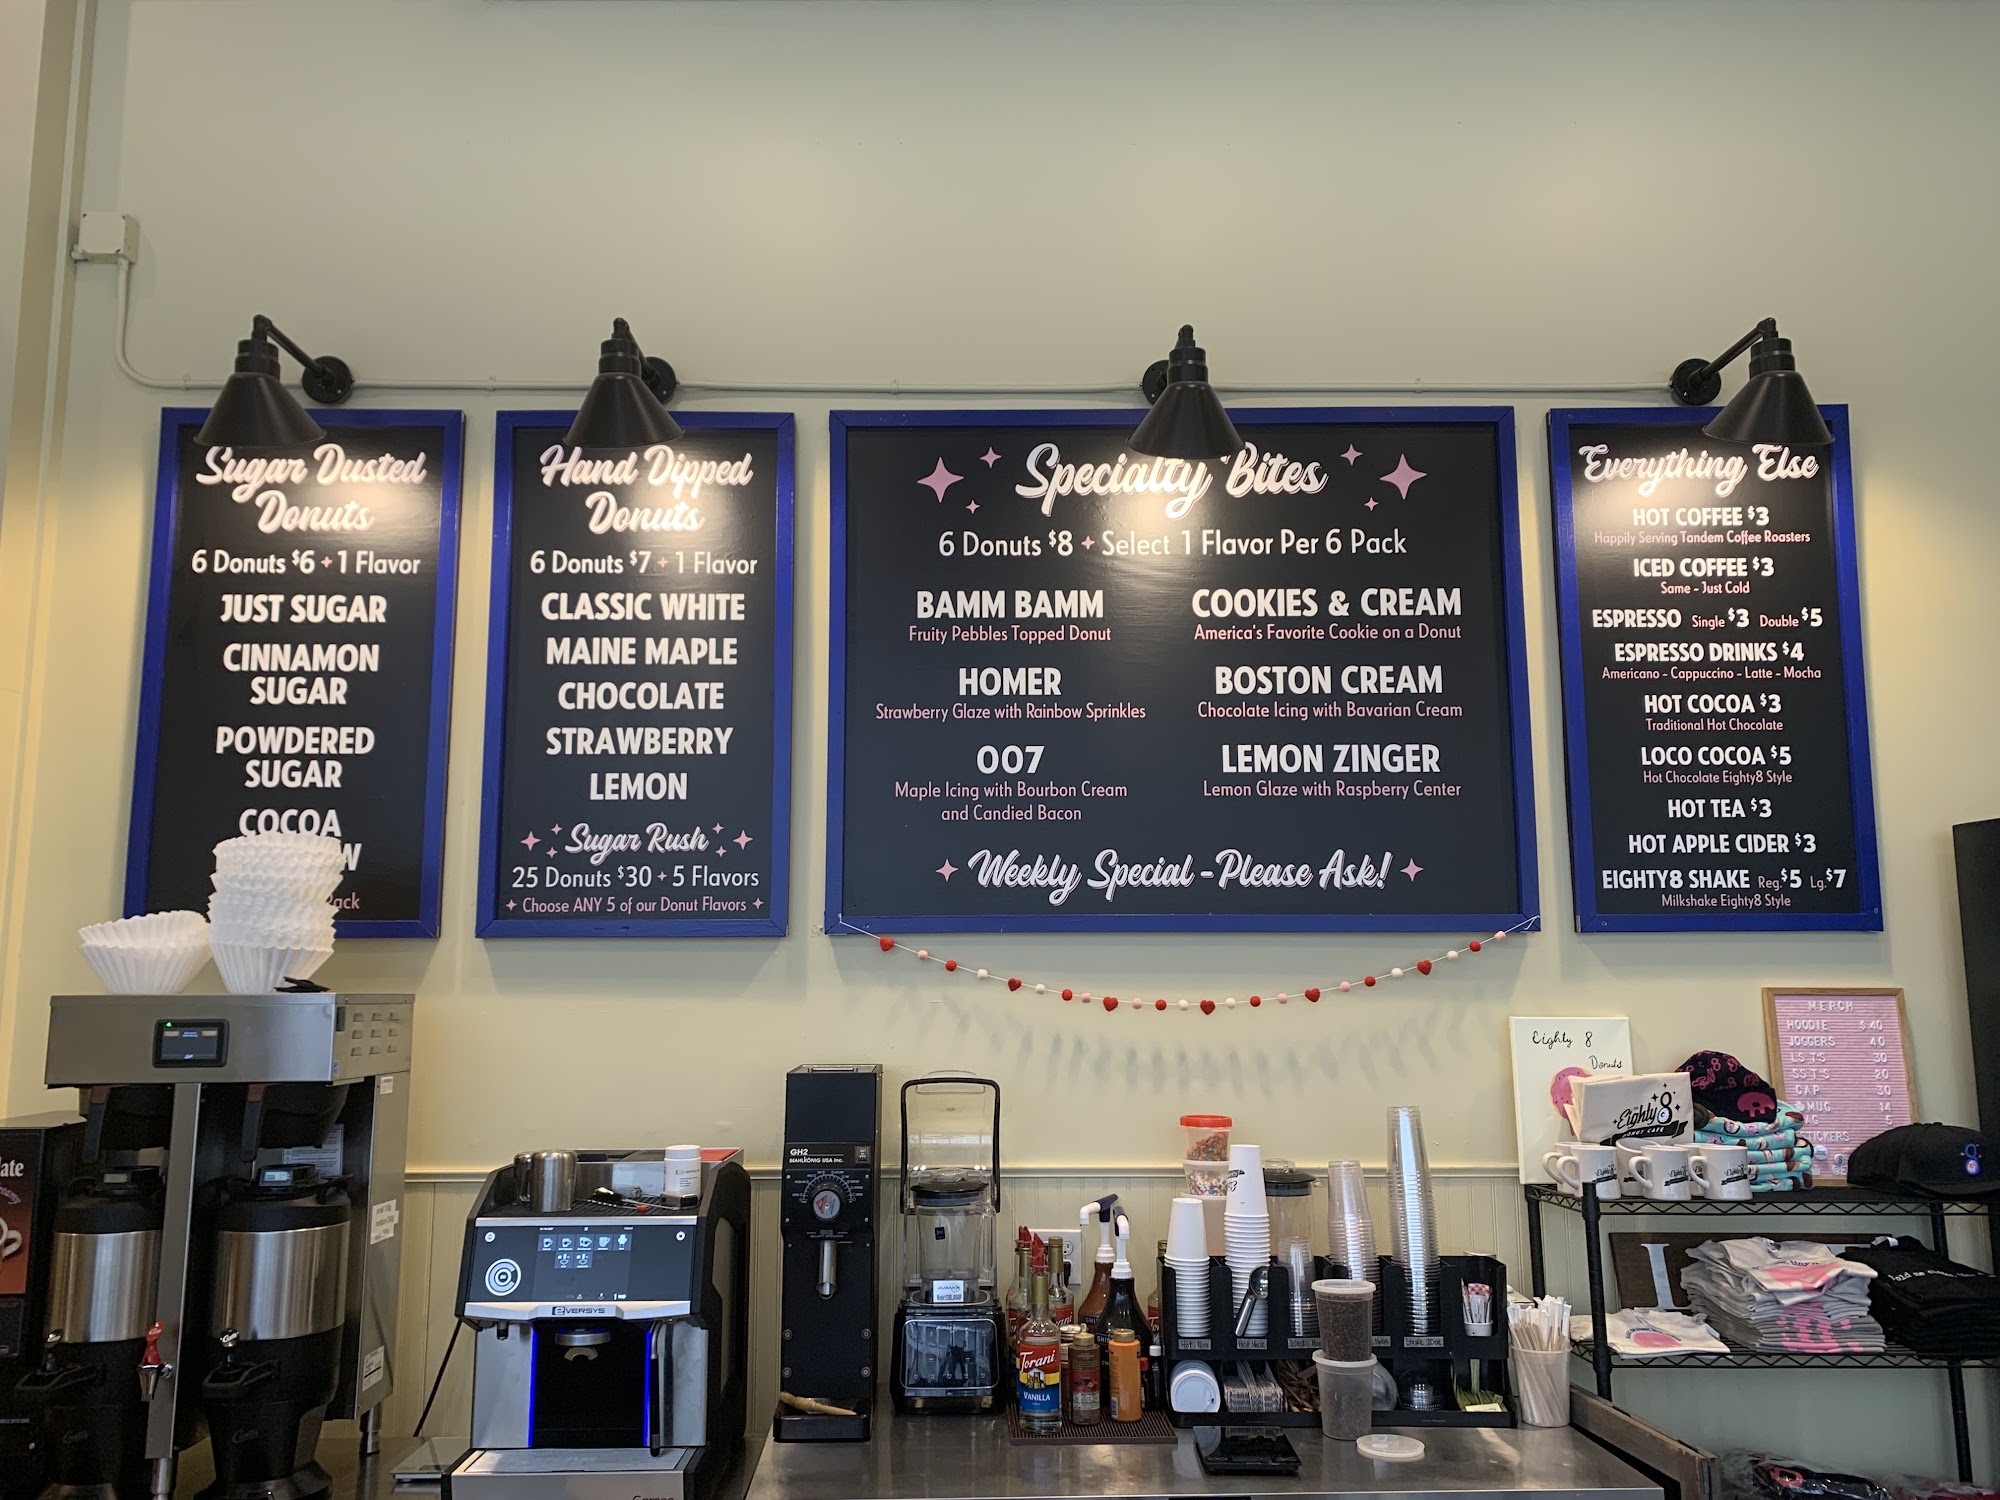 Sugar Dusted
Donuts
6 Donuts $6 + 1 Flavor
JUST SUGAR
CINNAMON
SUGAR
POWDERED
SUGAR
COCOA
Hand Dipped
Donuts
6 Donuts $7 + 1 Flavor
CLASSIC WHITE
MAINE MAPLE
CHOCOLATE
STRAWBERRY
LEMON
Sugar Rush
25 Donuts $30 + 5 Flavors
Choose ANY 5 of our Donut Flavors
Specialty Bites
6 Donuts $8 + Select 1 Flavor Per 6 Pack
BAMM BAMM
Fruity Pebbles Topped Donut
HOMER
Strawberry Glaze with Rainbow Sprinkles
007
Maple Icing with Bourbon Cream
and Candied Bacon
COOKIES & CREAM
America's Favorite Cookie on a Donut
BOSTON CREAM
Chocolate Icing with Bavarian Cream
LEMON ZINGER
Lemon Glaze with Raspberry Center
Weekly Special - Please Ask!
Everything Else
HOT COFFEE $3
Happily Serving Tandem Coffee Roasters
ICED COFFEE $3
Same ~ Just Cold
ESPRESSO Single $3 Double $5
ESPRESSO DRINKS $4
Americano ~ Cappuccino ~ Latte ~ Mocha
HOT COCOA $3
Traditional Hot Chocolate
LOCO COCOA $5
Hot Chocolate Eighty8 Style
HOT TEA $3
HOT APPLE CIDER $3
EIGHTY8 SHAKE Reg. $5 Lg. $7
Milkshake Eighty8 Style
MERCH
HOODIE $40
JOGGERS 40
LS T'S 30
SS T'S 20
CAP 30
MUG 14
5
Eighty 8
Donuts
Eighty8
DONUT CAFE
GH2
MAHLKÖNIG USA Inc.
EVERSYS
Torani
VANILLA
Curtis